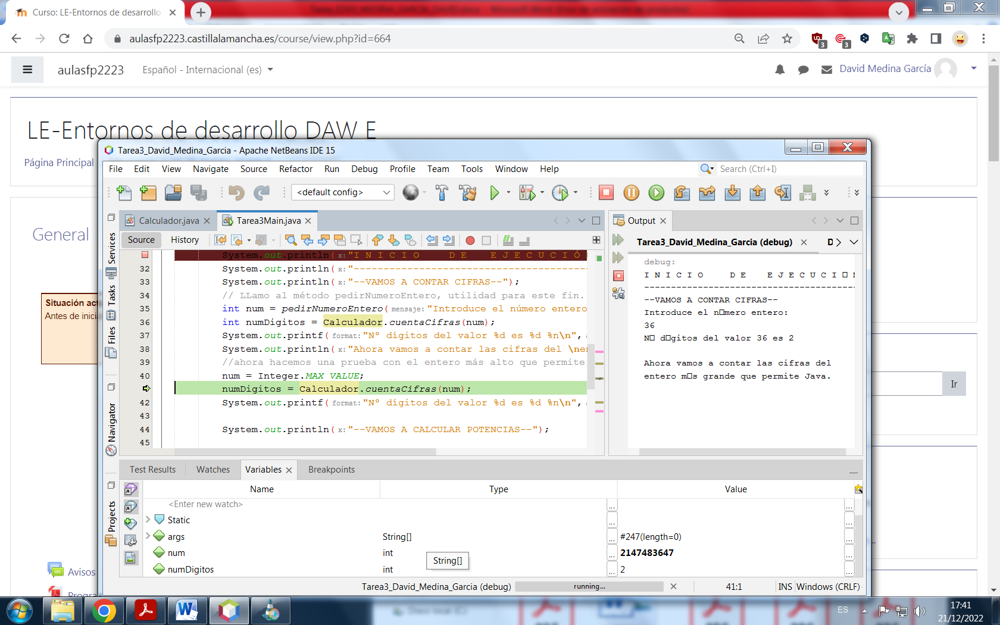 Curso: LE-Entornos de desarrollo
aulasfp2223.castillalamancha.es/course/view.php?id=664
3
3
aulasfp2223
Español - Internacional (es)
David Medina García
LE-Entornos de desarrollo DAW E
Página Principal
General
Situación act
Antes de inicia
Avisos
Progra
Ir
Tarea3_David_Medina_Garcia - Apache NetBeans IDE 15
File Edit View Navigate Source Refactor Run Debug Profile Team Tools Window Help
Search (Ctrl+I)
<default config>
Services
Tasks
Files
Navigator
Projects
Calculador.java
Tarea3Main.java
Source History
System.out.println(x:"I N I C I O   D E   E J E C U C I Ó
32 System.out.println(x:"---------------------------------------
33 System.out.println(x:"--VAMOS A CONTAR CIFRAS--");
34 // LLamo al método pedirNumeroEntero, utilidad para este fin.
35 int num = pedirNumeroEntero(mensaje:"Introduce el número entero
36 int numDigitos = Calculador.cuentaCifras(num);
37 System.out.printf(format:"Nº dígitos del valor %d es %d %n\n",
38 System.out.println(x:"Ahora vamos a contar las cifras del \nen
39 //ahora hacemos una prueba con el entero más alto que permite
40 num = Integer.MAX_VALUE;
numDigitos = Calculador.cuentaCifras(num);
42 System.out.printf(format:"Nº dígitos del valor %d es %d %n\n",
43
44 System.out.println(x:"--VAMOS A CALCULAR POTENCIAS--");
45
Output
Tarea3_David_Medina_Garcia (debug)
D
debug:
I N I C I O   D E   E J E C U C I□N
------------------------------------
--VAMOS A CONTAR CIFRAS--
Introduce el n□mero entero:
36
N□ d□gitos del valor 36 es 2
Ahora vamos a contar las cifras del
entero m□s grande que permite Java.
Test Results Watches Variables Breakpoints
Name Type Value
<Enter new watch> ... ...
Static ... ...
args String[] ... #247(length=0) ...
num int ... 2147483647 ...
String[]
numDigitos int ... 2 ...
Tarea3_David_Medina_Garcia (debug) running... 41:1 INS Windows (CRLF)
ES
17:41
21/12/2022